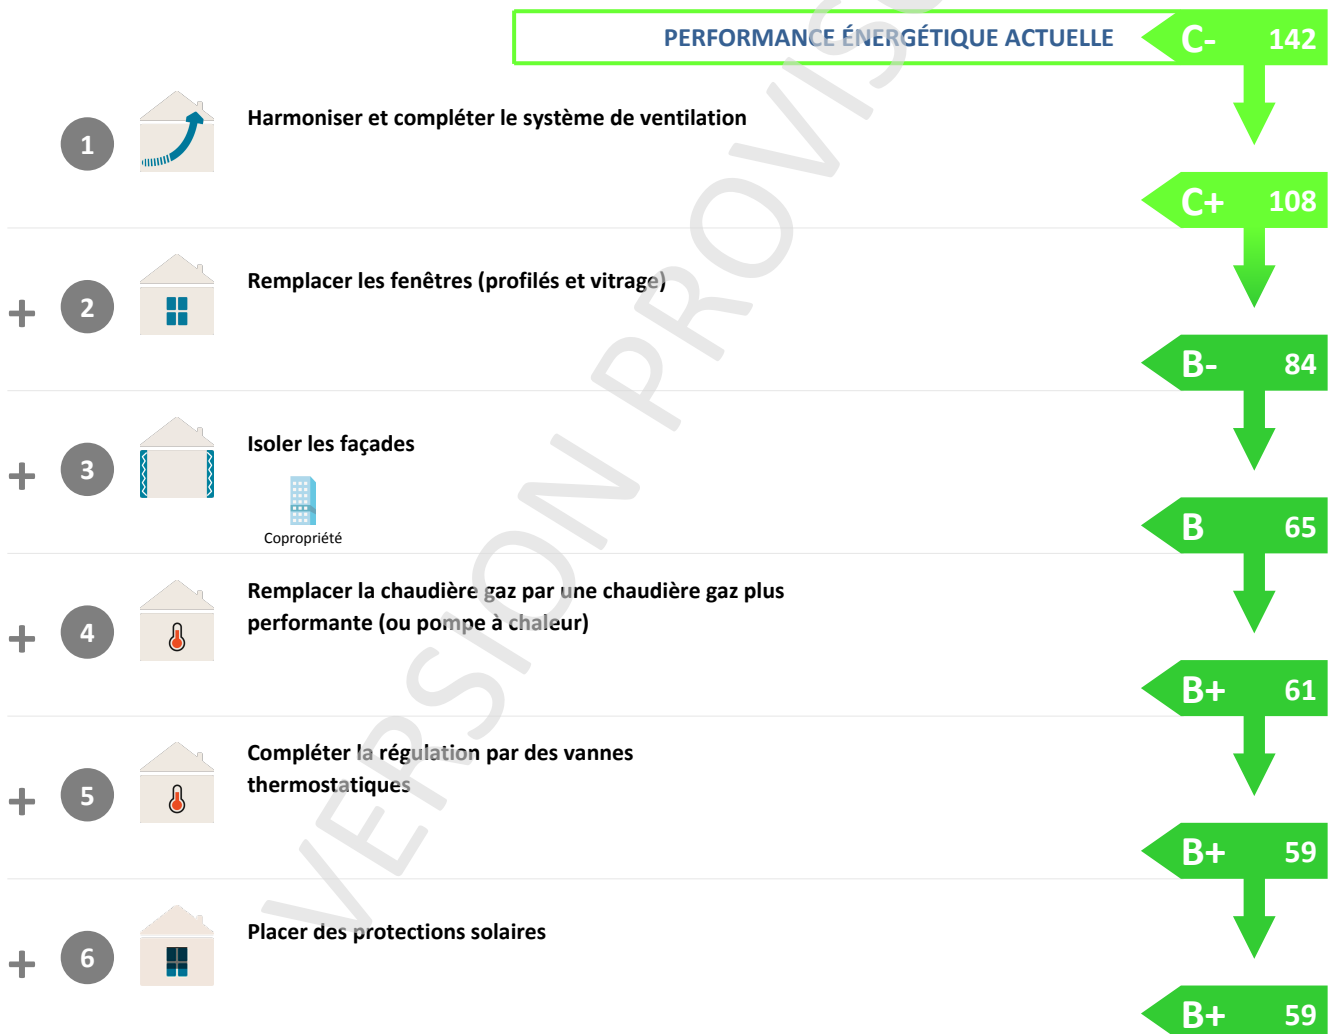 PERFORMANCE ÉNERGÉTIQUE ACTUELLE C- 142
1 Harmoniser et compléter le système de ventilation
C+ 108
+ 2 Remplacer les fenêtres (profilés et vitrage)
B- 84
+ 3 Isoler les façades
Copropriété
B 65
+ 4 Remplacer la chaudière gaz par une chaudière gaz plus
performante (ou pompe à chaleur)
B+ 61
+ 5 Compléter la régulation par des vannes
thermostatiques
B+ 59
+ 6 Placer des protections solaires
B+ 59
VERSION PROVISO